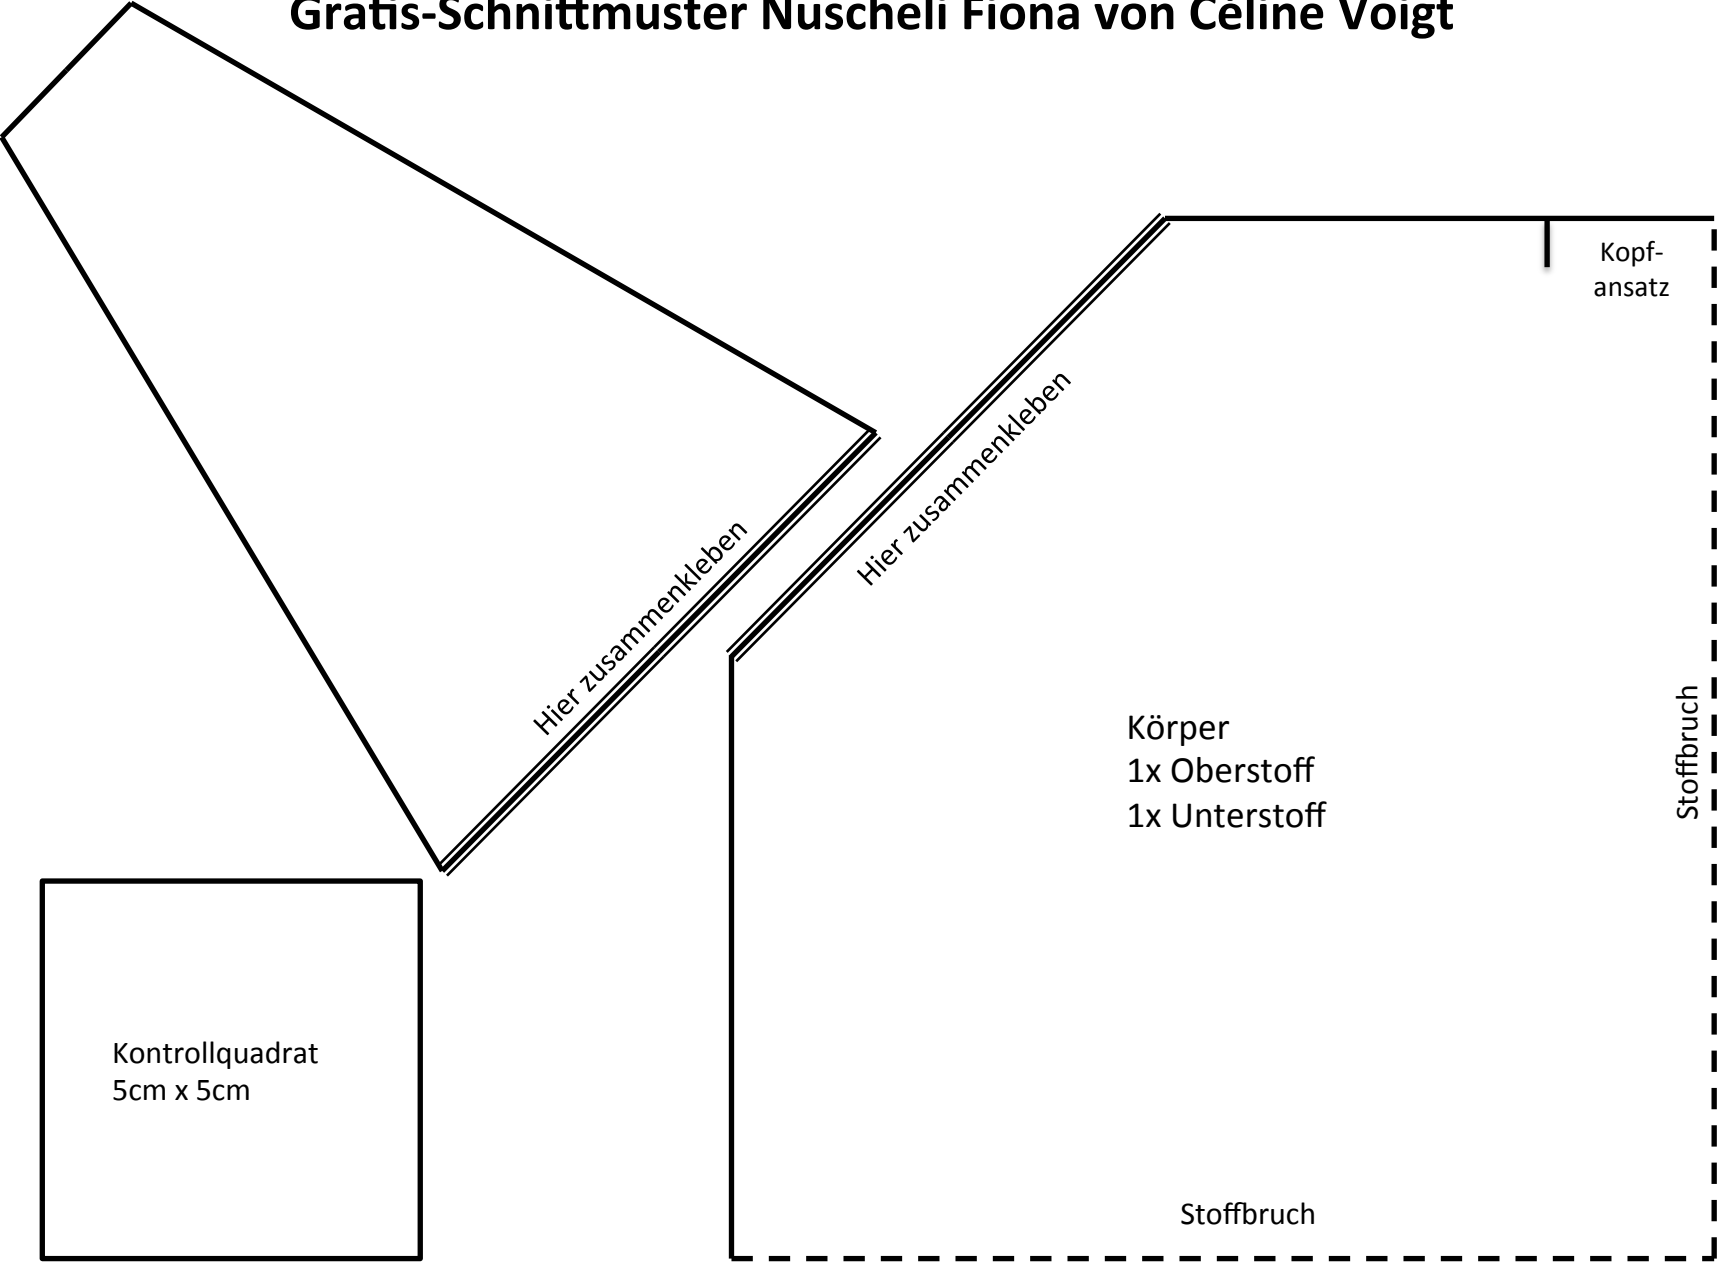 Gratis-Schnittmuster Nuscheli Fiona von Céline Voigt
Kopf-
ansatz
Hier zusammenkleben
Hier zusammenkleben
Körper
1x Oberstoff
1x Unterstoff
Stoffbruch
Kontrollquadrat
5cm x 5cm
Stoffbruch